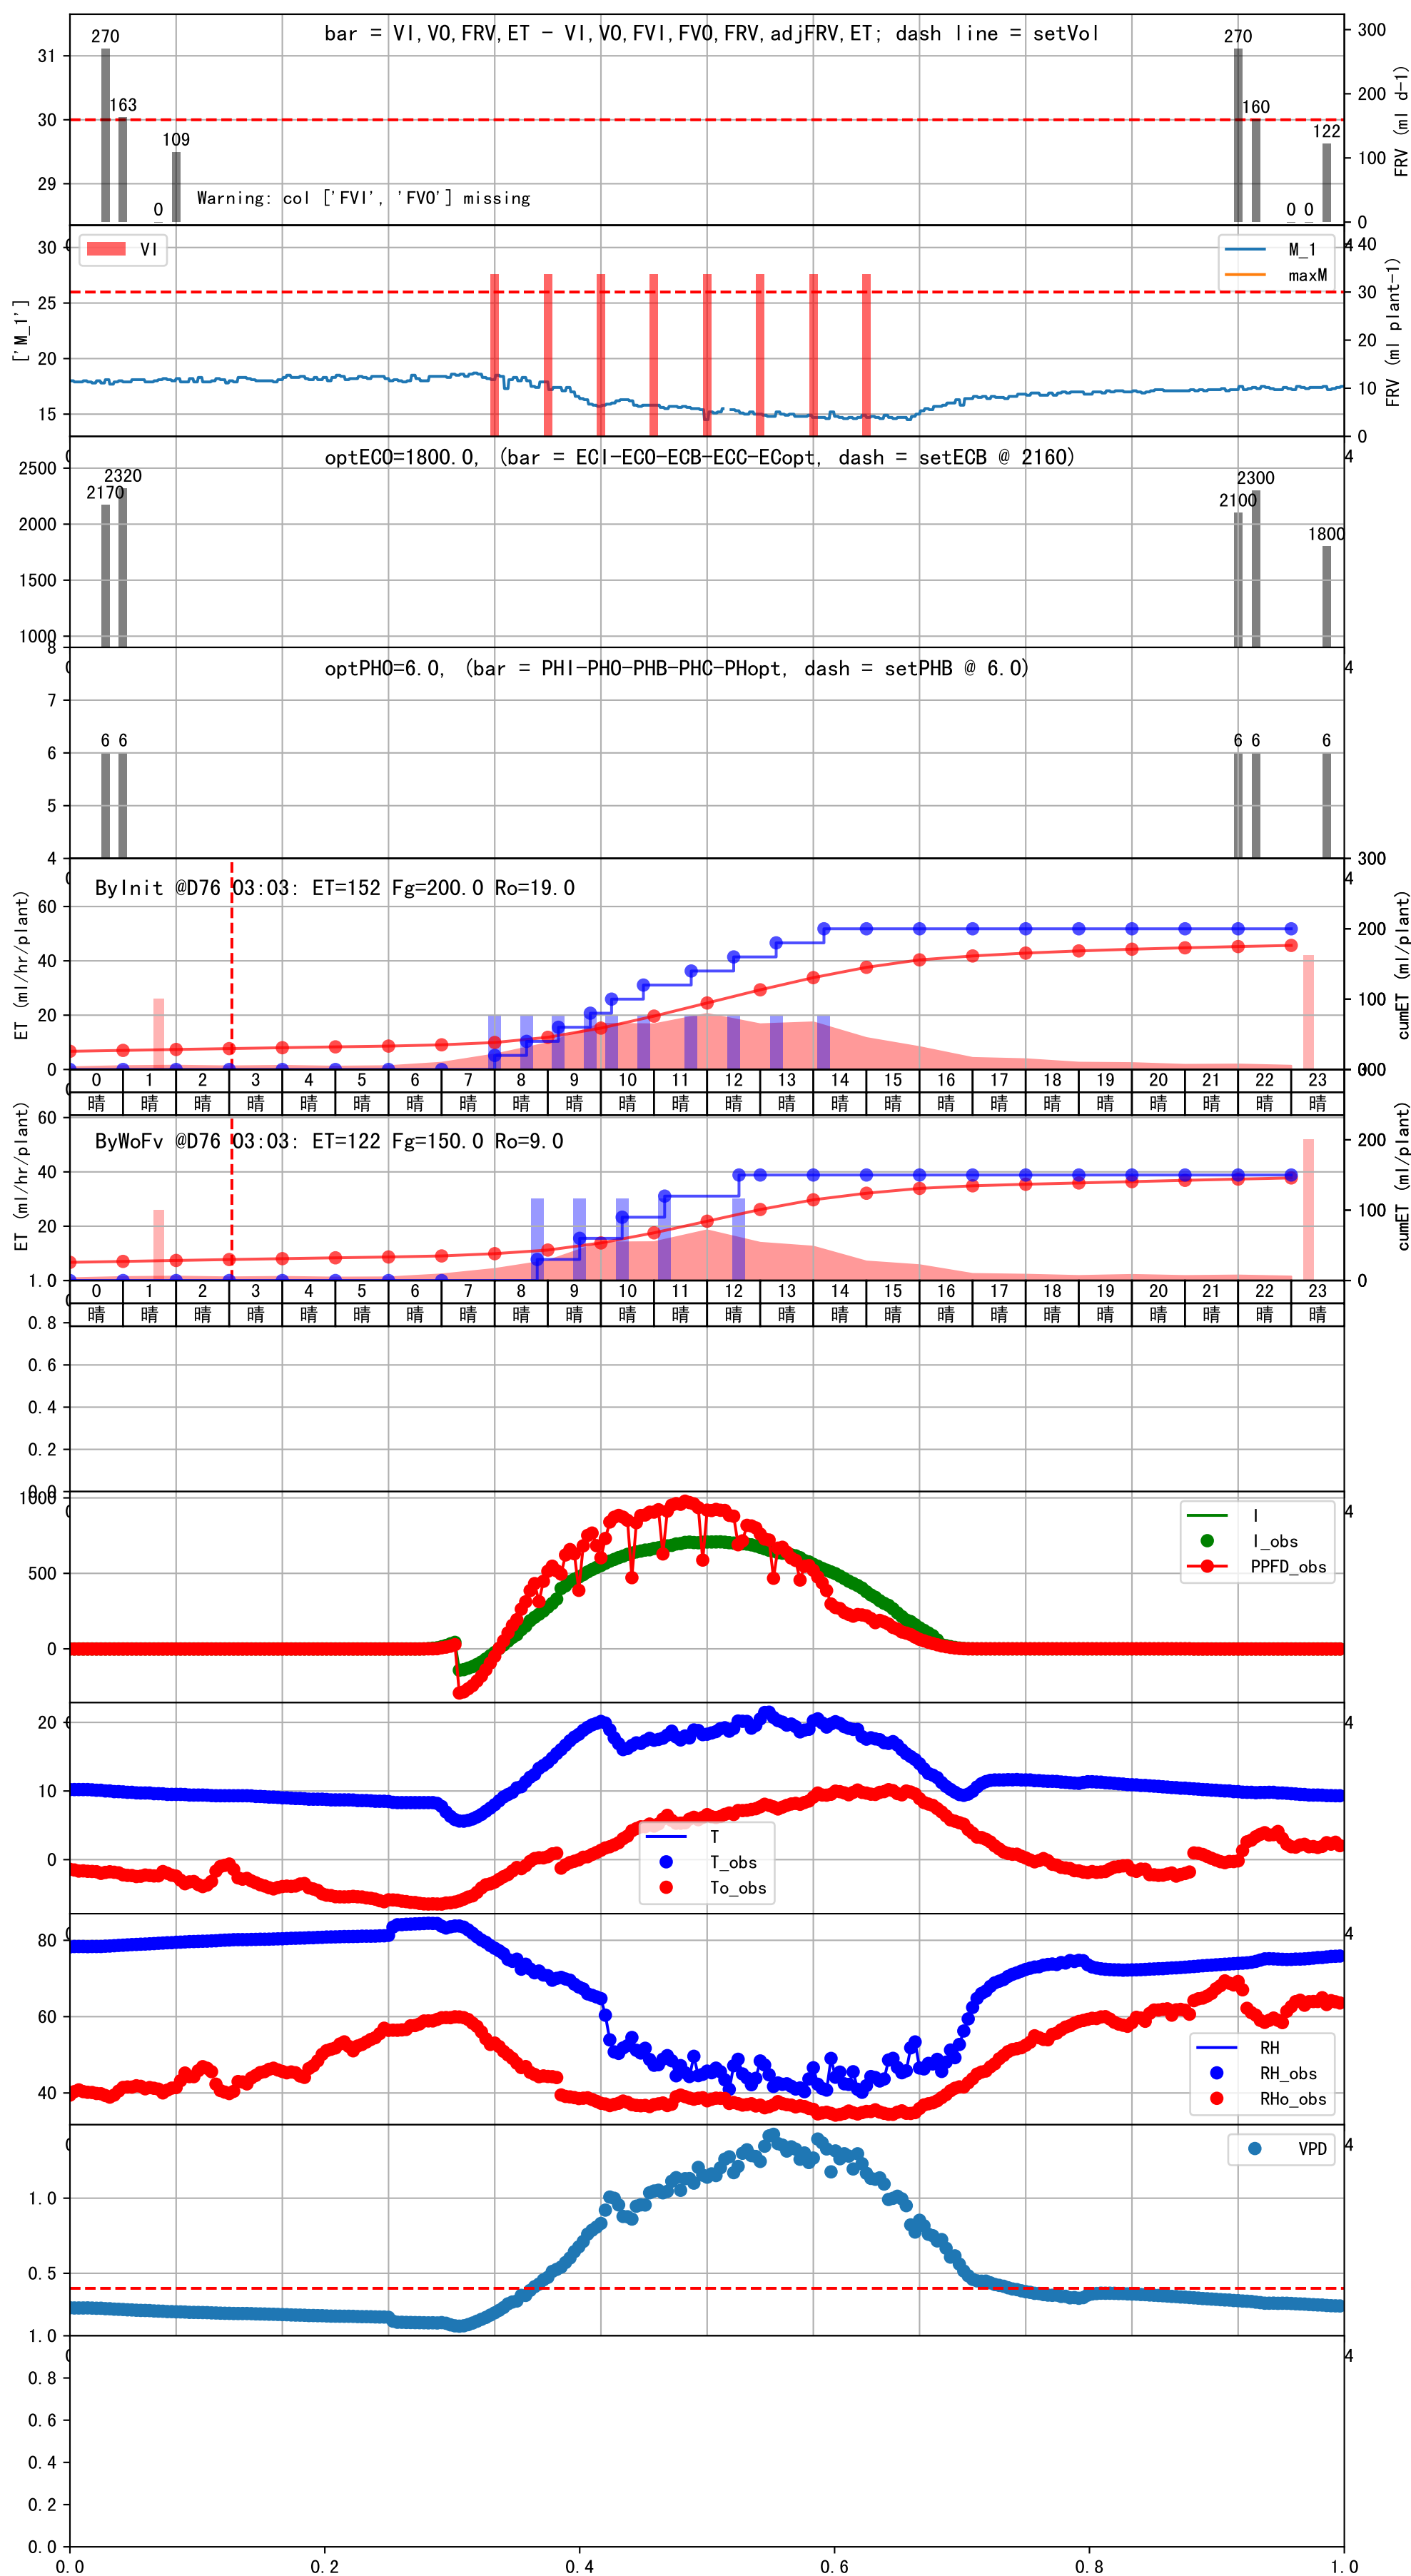 bar = VI,VO,FRV,ET - VI,VO,FVI,FVO,FRV,adjFRV,ET; dash line = setVol
270
163
0
109
270
160
0 0
122
Warning: col ['FVI', 'FVO'] missing
31
30
29
300
200
100
0
FRV (ml d-1)
VI
M_1
maxM
['M_1']
30
25
20
15
40
30
20
10
0
FRV (ml plant-1)
optECO=1800.0, (bar = ECI-ECO-ECB-ECC-ECopt, dash = setECB @ 2160)
2170
2320
2100
2300
1800
2500
2000
1500
1000
optPHO=6.0, (bar = PHI-PHO-PHB-PHC-PHopt, dash = setPHB @ 6.0)
6 6
6 6
6
8
7
6
5
4
ByInit @D76 03:03: ET=152 Fg=200.0 Ro=19.0
ET (ml/hr/plant)
60
40
20
0
300
200
100
cumET (ml/plant)
0 1 2 3 4 5 6 7 8 9 10 11 12 13 14 15 16 17 18 19 20 21 22 23
晴 晴 晴 晴 晴 晴 晴 晴 晴 晴 晴 晴 晴 晴 晴 晴 晴 晴 晴 晴 晴 晴 晴 晴
ByWoFv @D76 03:03: ET=122 Fg=150.0 Ro=9.0
ET (ml/hr/plant)
60
40
20
200
100
0
cumET (ml/plant)
0 1 2 3 4 5 6 7 8 9 10 11 12 13 14 15 16 17 18 19 20 21 22 23
晴 晴 晴 晴 晴 晴 晴 晴 晴 晴 晴 晴 晴 晴 晴 晴 晴 晴 晴 晴 晴 晴 晴 晴
1.0
0.8
0.6
0.4
0.2
0.0
1000
500
0
I
I_obs
PPFD_obs
20
10
0
T
T_obs
To_obs
80
60
40
RH
RH_obs
RHo_obs
VPD
1.0
0.5
1.0
0.8
0.6
0.4
0.2
0.0
0.0 0.2 0.4 0.6 0.8 1.0